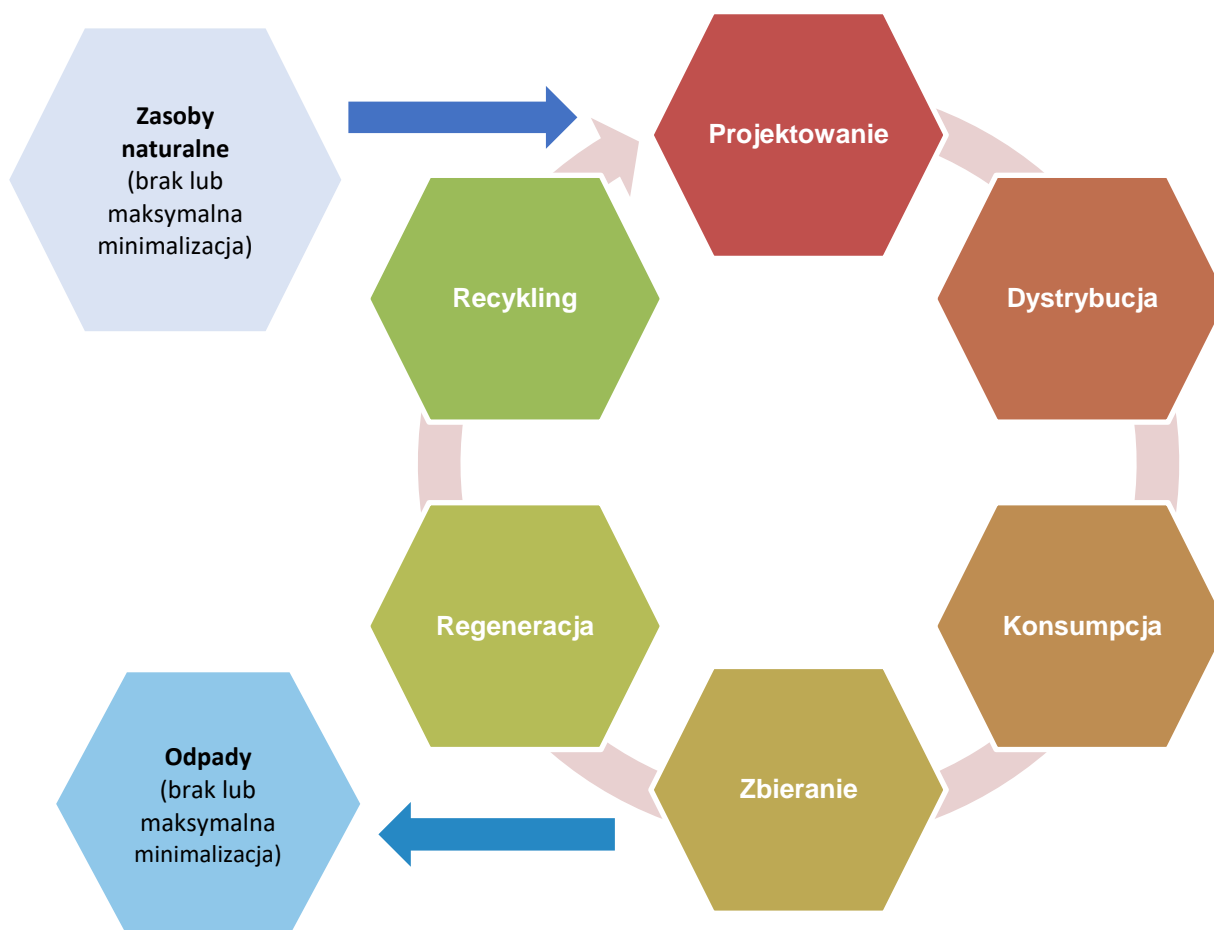 Zasoby
naturalne
(brak lub
maksymalna
minimalizacja)
Projektowanie
Recykling
Dystrybucja
Regeneracja
Konsumpcja
Odpady
(brak lub
maksymalna
minimalizacja)
Zbieranie